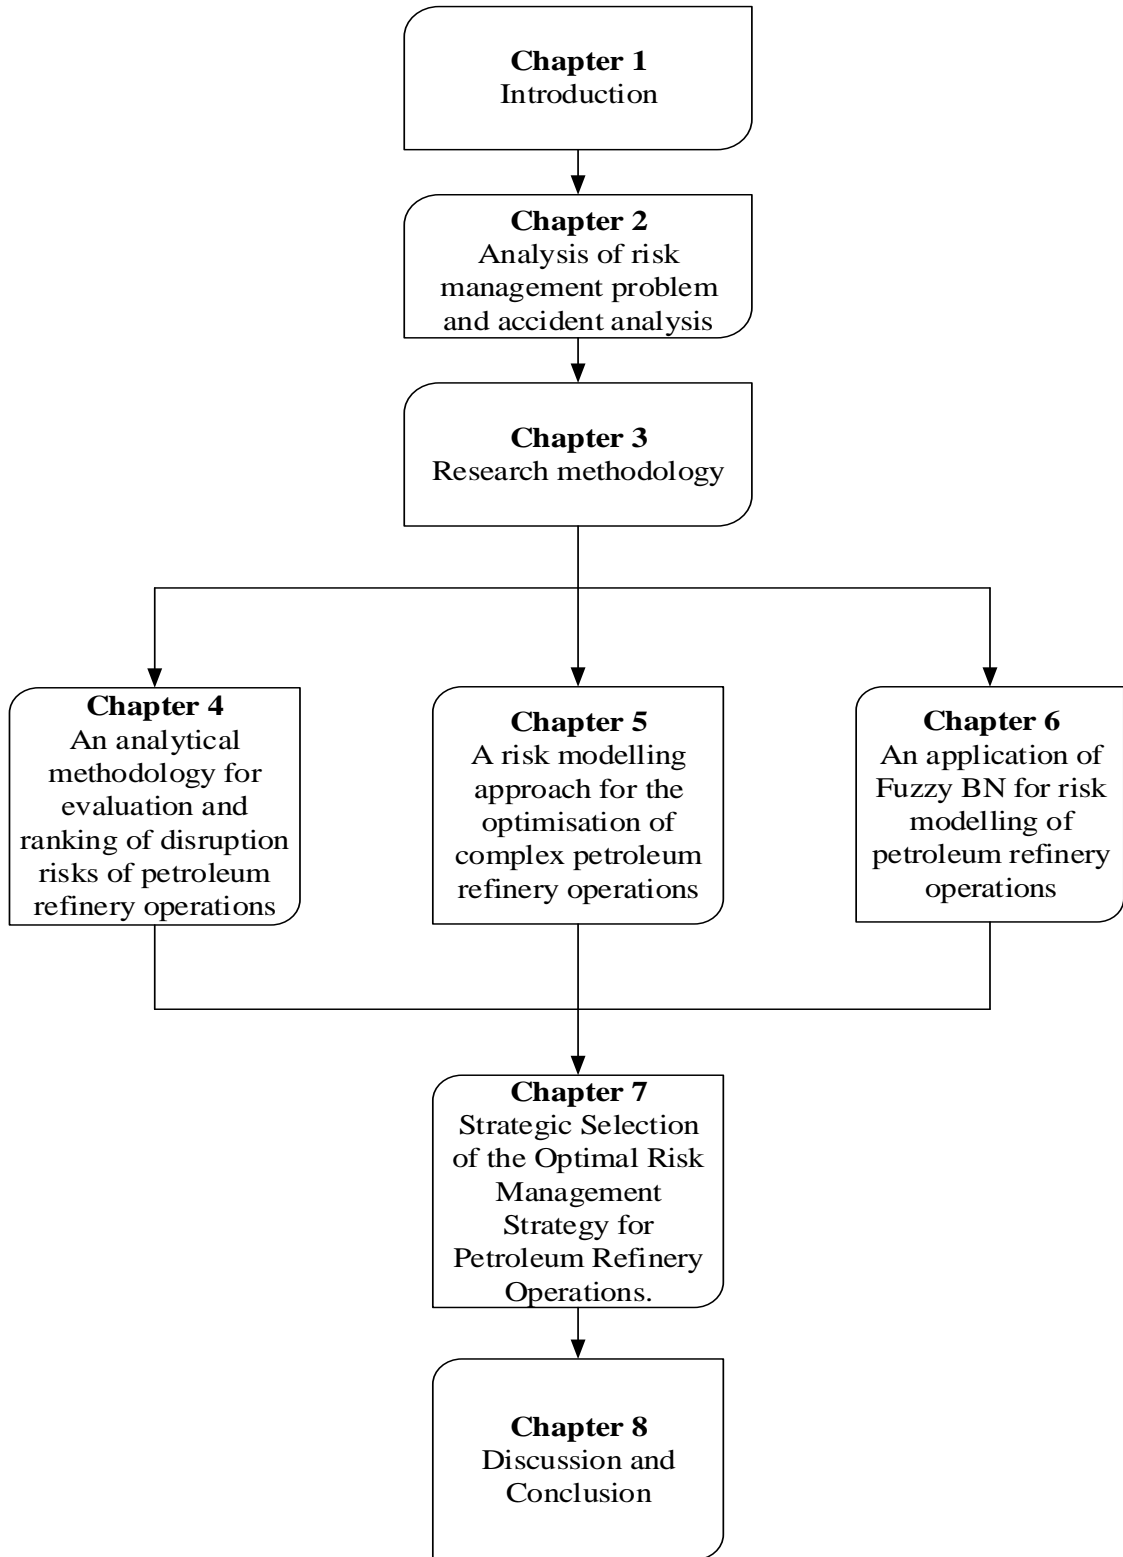 Chapter 1
Introduction
Chapter 2
Analysis of risk
management problem
and accident analysis
Chapter 3
Research methodology
Chapter 4
An analytical
methodology for
evaluation and
ranking of disruption
risks of petroleum
refinery operations
Chapter 5
A risk modelling
approach for the
optimisation of
complex petroleum
refinery operations
Chapter 6
An application of
Fuzzy BN for risk
modelling of
petroleum refinery
operations
Chapter 7
Strategic Selection
of the Optimal Risk
Management
Strategy for
Petroleum Refinery
Operations.
Chapter 8
Discussion and
Conclusion